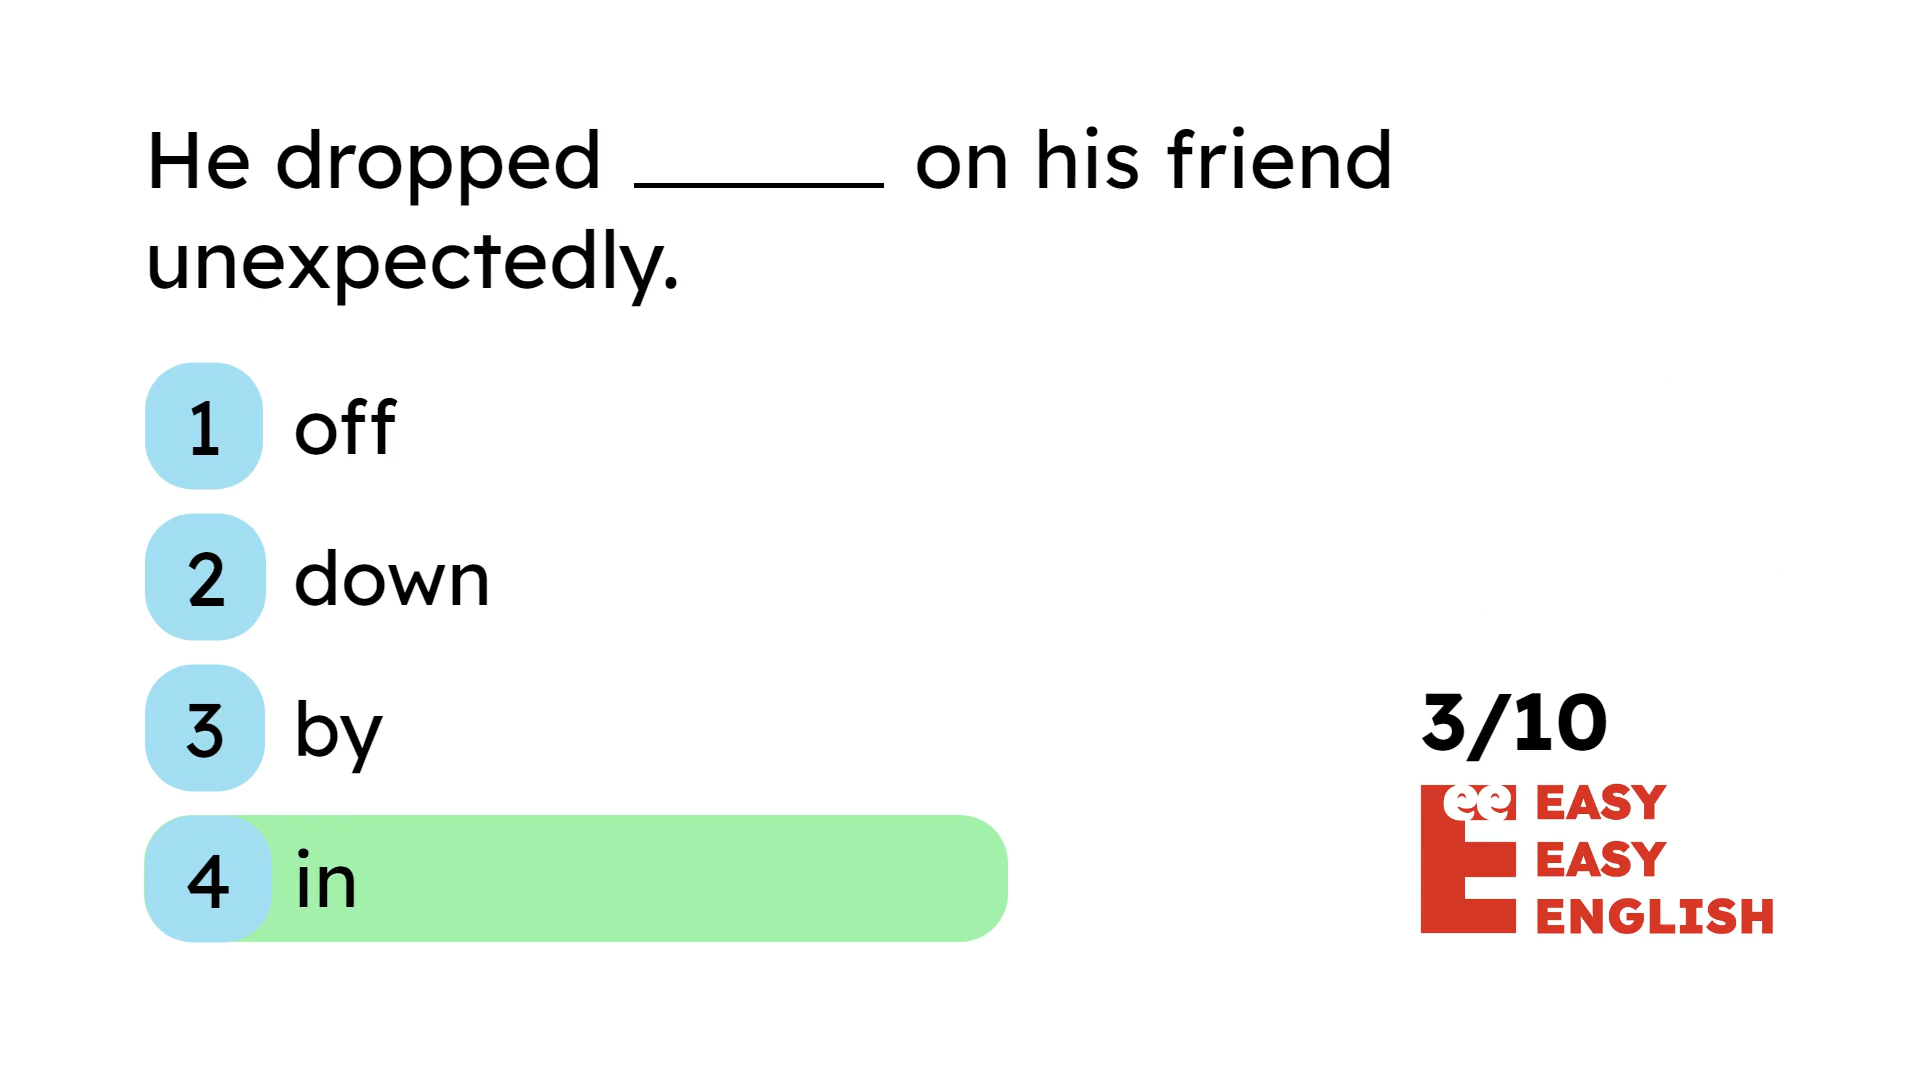 He dropped ______ on his friend
unexpectedly.
1 off
2 down
3 by
4 in
3/10
ee EASY
EASY
ENGLISH